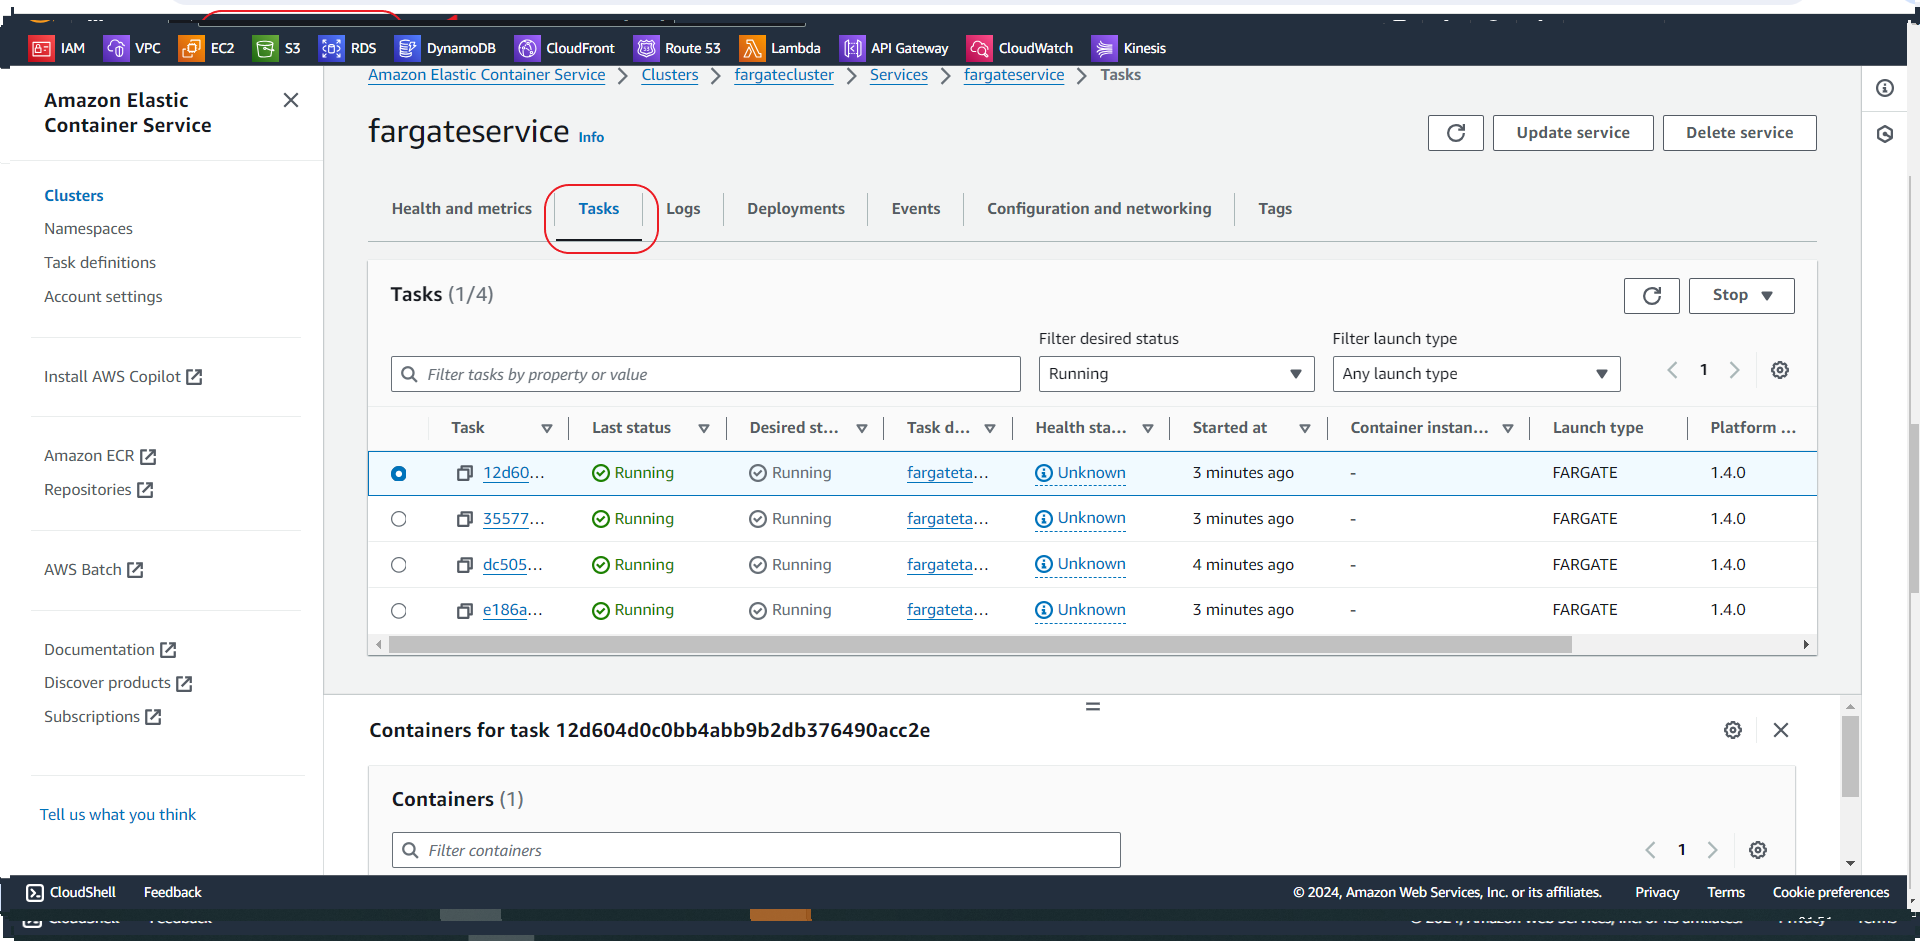 IAM VPC EC2 S3 RDS DynamoDB CloudFront Route 53 Lambda API Gateway CloudWatch Kinesis
Amazon Elastic Container Service
Amazon Elastic Container Service Clusters fargatecluster Services fargateservice Tasks
fargateservice Info
Update service Delete service
Clusters
Namespaces
Task definitions
Account settings
Install AWS Copilot
Amazon ECR
Repositories
AWS Batch
Documentation
Discover products
Subscriptions
Tell us what you think
Health and metrics Tasks Logs Deployments Events Configuration and networking Tags
Tasks (1/4)
Stop
Filter desired status Filter launch type
Filter tasks by property or value Running Any launch type 1
Task Last status Desired st... Task d... Health sta... Started at Container instan... Launch type Platform ...
12d60... Running Running fargateta... Unknown 3 minutes ago - FARGATE 1.4.0
35577... Running Running fargateta... Unknown 3 minutes ago - FARGATE 1.4.0
dc505... Running Running fargateta... Unknown 4 minutes ago - FARGATE 1.4.0
e186a... Running Running fargateta... Unknown 3 minutes ago - FARGATE 1.4.0
Containers for task 12d604d0c0bb4abb9b2db376490acc2e
Containers (1)
Filter containers 1
CloudShell Feedback © 2024, Amazon Web Services, Inc. or its affiliates. Privacy Terms Cookie preferences